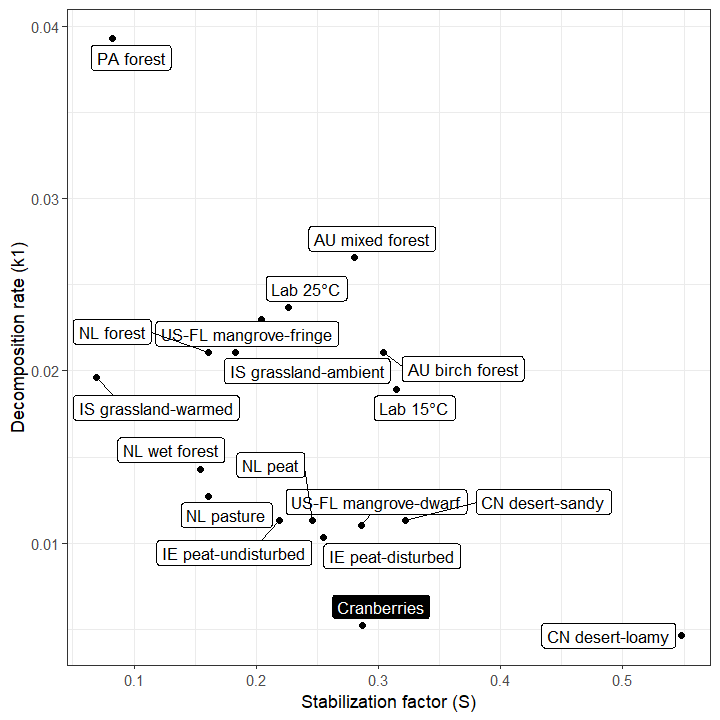 0.04
PA forest
0.03
AU mixed forest
Lab 25°C
NL forest
US-FL mangrove-fringe
0.02
IS grassland-ambient
AU birch forest
IS grassland-warmed
Lab 15°C
NL wet forest
NL peat
US-FL mangrove-dwarf
CN desert-sandy
NL pasture
0.01
IE peat-undisturbed
IE peat-disturbed
Cranberries
CN desert-loamy
Decomposition rate (k1)
0.1 0.2 0.3 0.4 0.5
Stabilization factor (S)